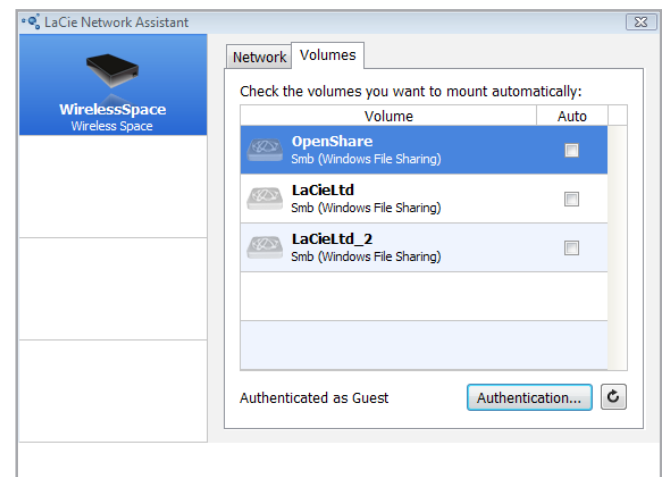 LaCie Network Assistant
WirelessSpace
Wireless Space
Network Volumes
Check the volumes you want to mount automatically:
Volume Auto
OpenShare
Smb (Windows File Sharing)
LaCieLtd
Smb (Windows File Sharing)
LaCieLtd_2
Smb (Windows File Sharing)
Authenticated as Guest Authentication...